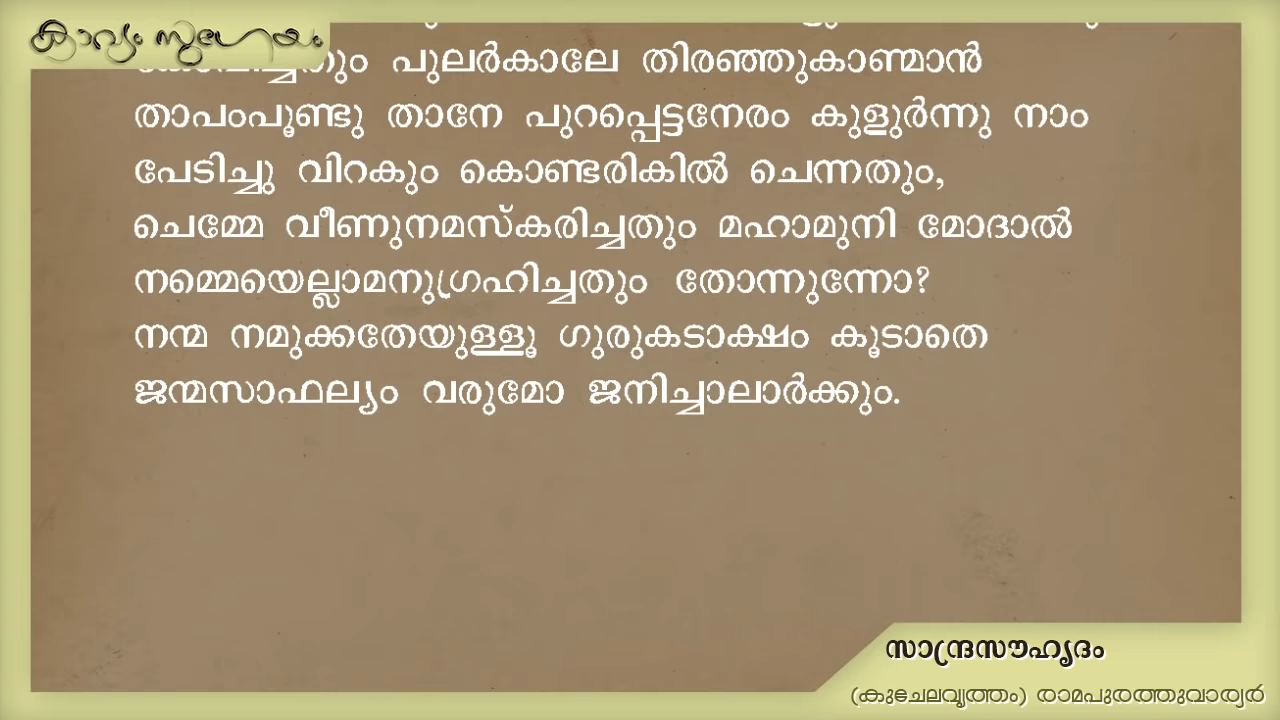 കാവ്യം സുഗേയം
പുലർകാലേ തിരഞ്ഞുകാണ്മാൻ
താപംപൂണ്ടു താനേ പുറപ്പെട്ടനേരം കുളുർന്നു നാം
പേടിച്ചു വിറകും കൊണ്ടരികിൽ ചെന്നതും,
ചെമ്മേ വീണുനമസ്കരിച്ചതും മഹാമുനി മോദാൽ
നമ്മെയെല്ലാമനുഗ്രഹിച്ചതും തോന്നുന്നോ?
നന്മ നമുക്കതേയുള്ളൂ ഗുരുകടാക്ഷം കൂടാതെ
ജന്മസാഫല്യം വരുമോ ജനിച്ചാലാർക്കും.
സാന്ദ്രസൗഹൃദം
(കുചേലവൃത്തം) രാമപുരത്തുവാര്യർ